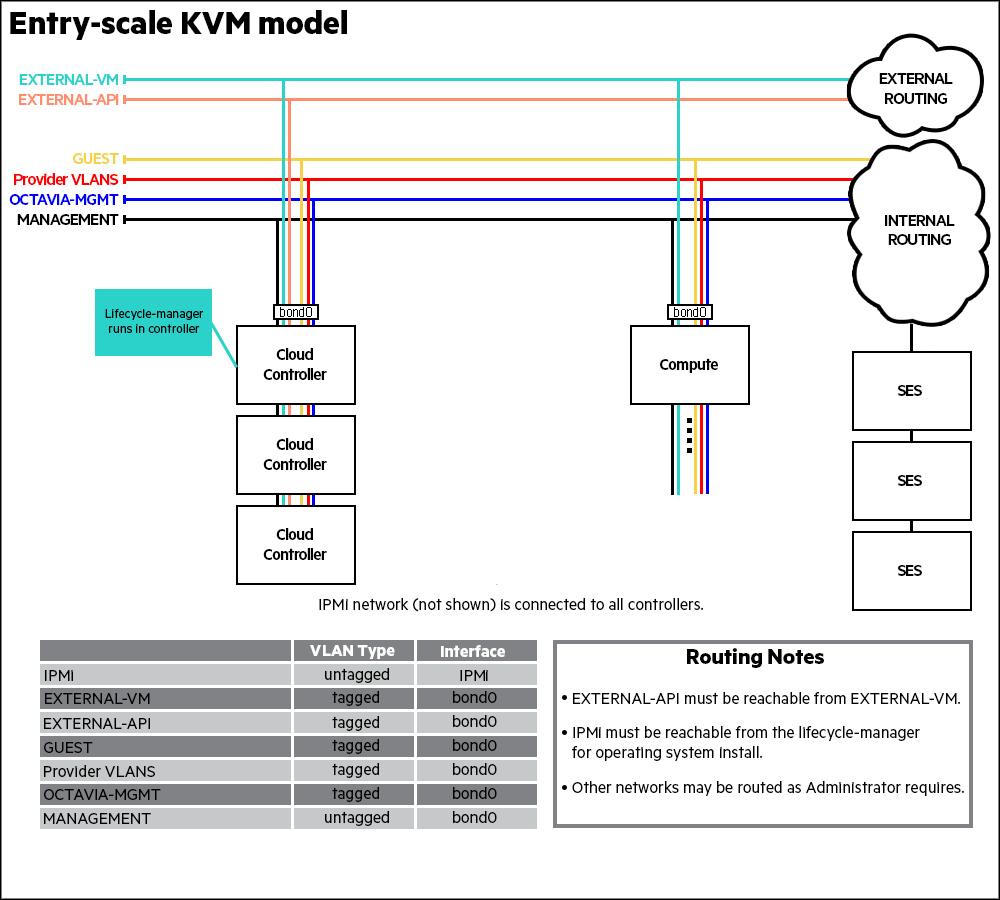 Entry-scale KVM model
EXTERNAL-VM
EXTERNAL-API
GUEST
Provider VLANS
OCTAVIA-MGMT
MANAGEMENT
EXTERNAL
ROUTING
INTERNAL
ROUTING
Lifecycle-manager
runs in controller
bond0
bond0
Cloud
Controller
Compute
SES
Cloud
Controller
SES
Cloud
Controller
SES
IPMI network (not shown) is connected to all controllers.
VLAN Type Interface
IPMI untagged IPMI
EXTERNAL-VM tagged bond0
EXTERNAL-API tagged bond0
GUEST tagged bond0
Provider VLANS tagged bond0
OCTAVIA-MGMT tagged bond0
MANAGEMENT untagged bond0
Routing Notes
• EXTERNAL-API must be reachable from EXTERNAL-VM.
• IPMI must be reachable from the lifecycle-manager
for operating system install.
• Other networks may be routed as Administrator requires.